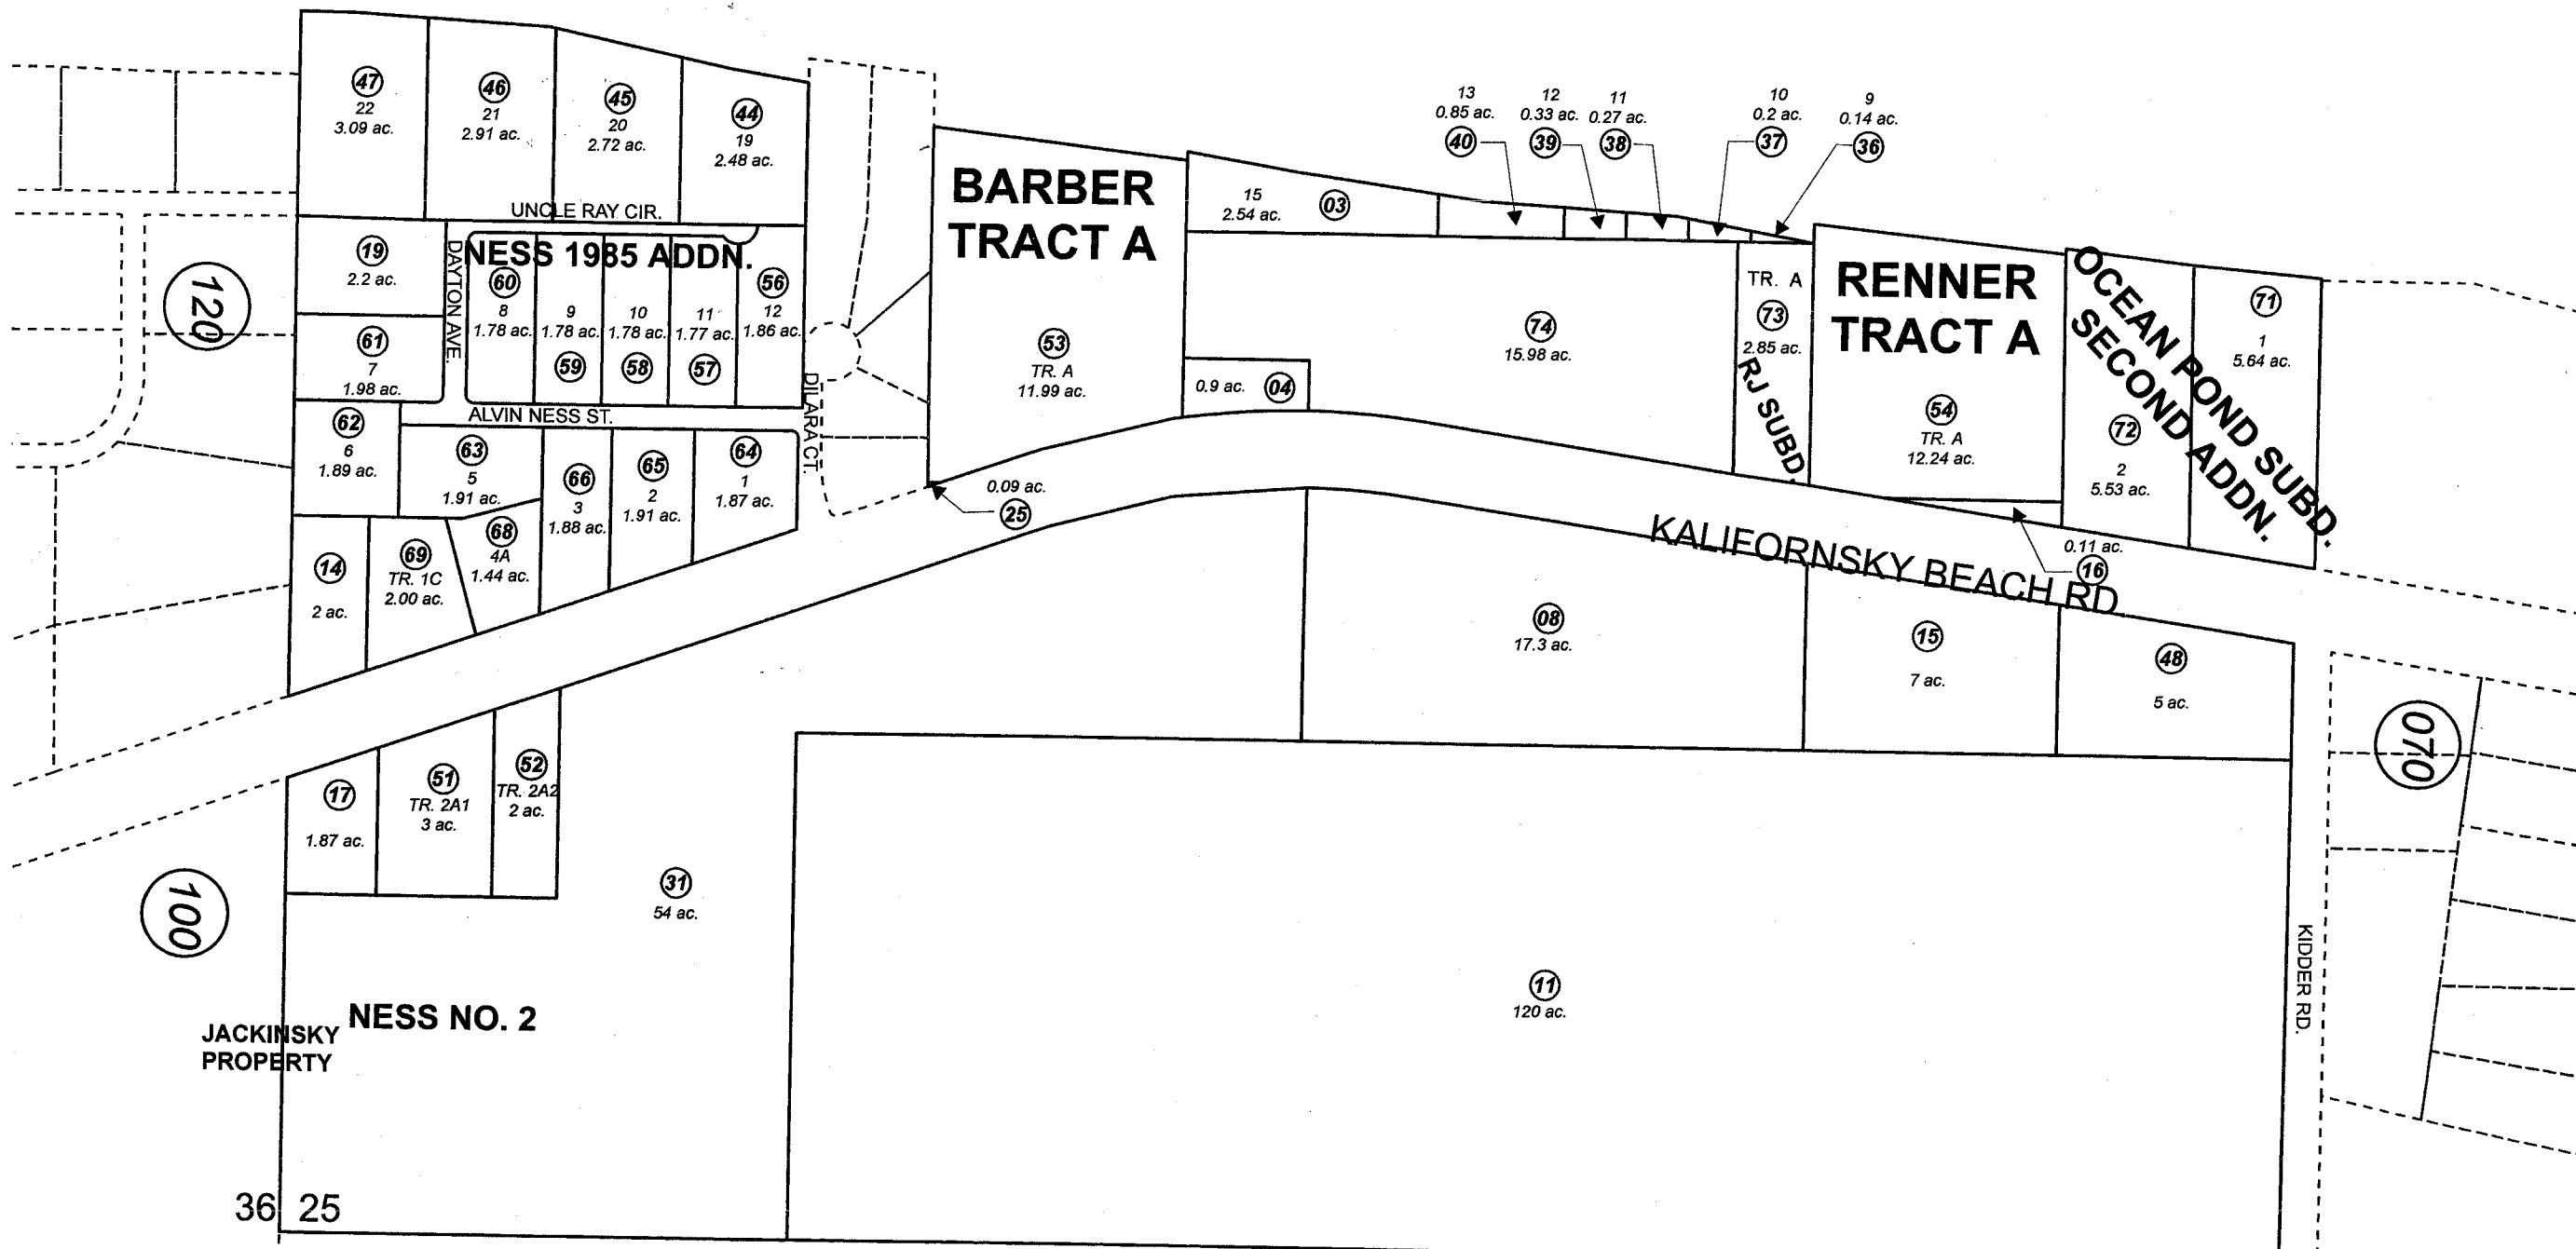 47
22
3.09 ac.
46
21
2.91 ac.
45
20
2.72 ac.
44
19
2.48 ac.
UNCLE RAY CIR.
NESS 1985 ADDN.
DAYTON AVE.
19
2.2 ac.
61
7
1.98 ac.
60
8
1.78 ac.
9
1.78 ac.
59
10
1.78 ac.
58
11
1.77 ac.
57
56
12
1.86 ac.
120
ALVIN NESS ST.
DILARA CT.
62
6
1.89 ac.
63
5
1.91 ac.
66
3
1.88 ac.
65
2
1.91 ac.
64
1
1.87 ac.
14
2 ac.
69
TR. 1C
2.00 ac.
68
4A
1.44 ac.
BARBER
TRACT A
53
TR. A
11.99 ac.
0.09 ac.
25
15
2.54 ac.
03
13
0.85 ac.
40
12
0.33 ac.
39
11
0.27 ac.
38
10
0.2 ac.
37
9
0.14 ac.
36
74
15.98 ac.
0.9 ac.
04
TR. A
73
2.85 ac.
RJ SUBD.
RENNER
TRACT A
54
TR. A
12.24 ac.
OCEAN POND SUBD.
SECOND ADDN.
71
1
5.64 ac.
72
2
5.53 ac.
0.11 ac.
16
KALIFORNSKY BEACH RD.
08
17.3 ac.
15
7 ac.
48
5 ac.
070
17
1.87 ac.
51
TR. 2A1
3 ac.
52
TR. 2A2
2 ac.
31
54 ac.
100
11
120 ac.
KIDDER RD.
NESS NO. 2
JACKINSKY
PROPERTY
36 25